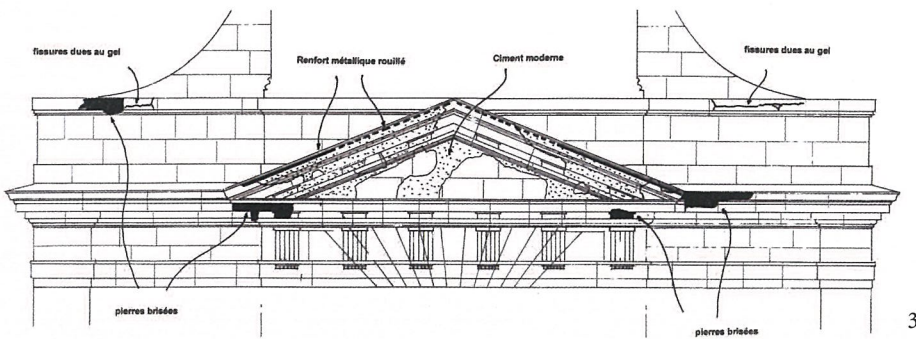 fissures dues au gel
Renfort métallique rouillé
Ciment moderne
fissures dues au gel
pierres brisées
pierres brisées
3